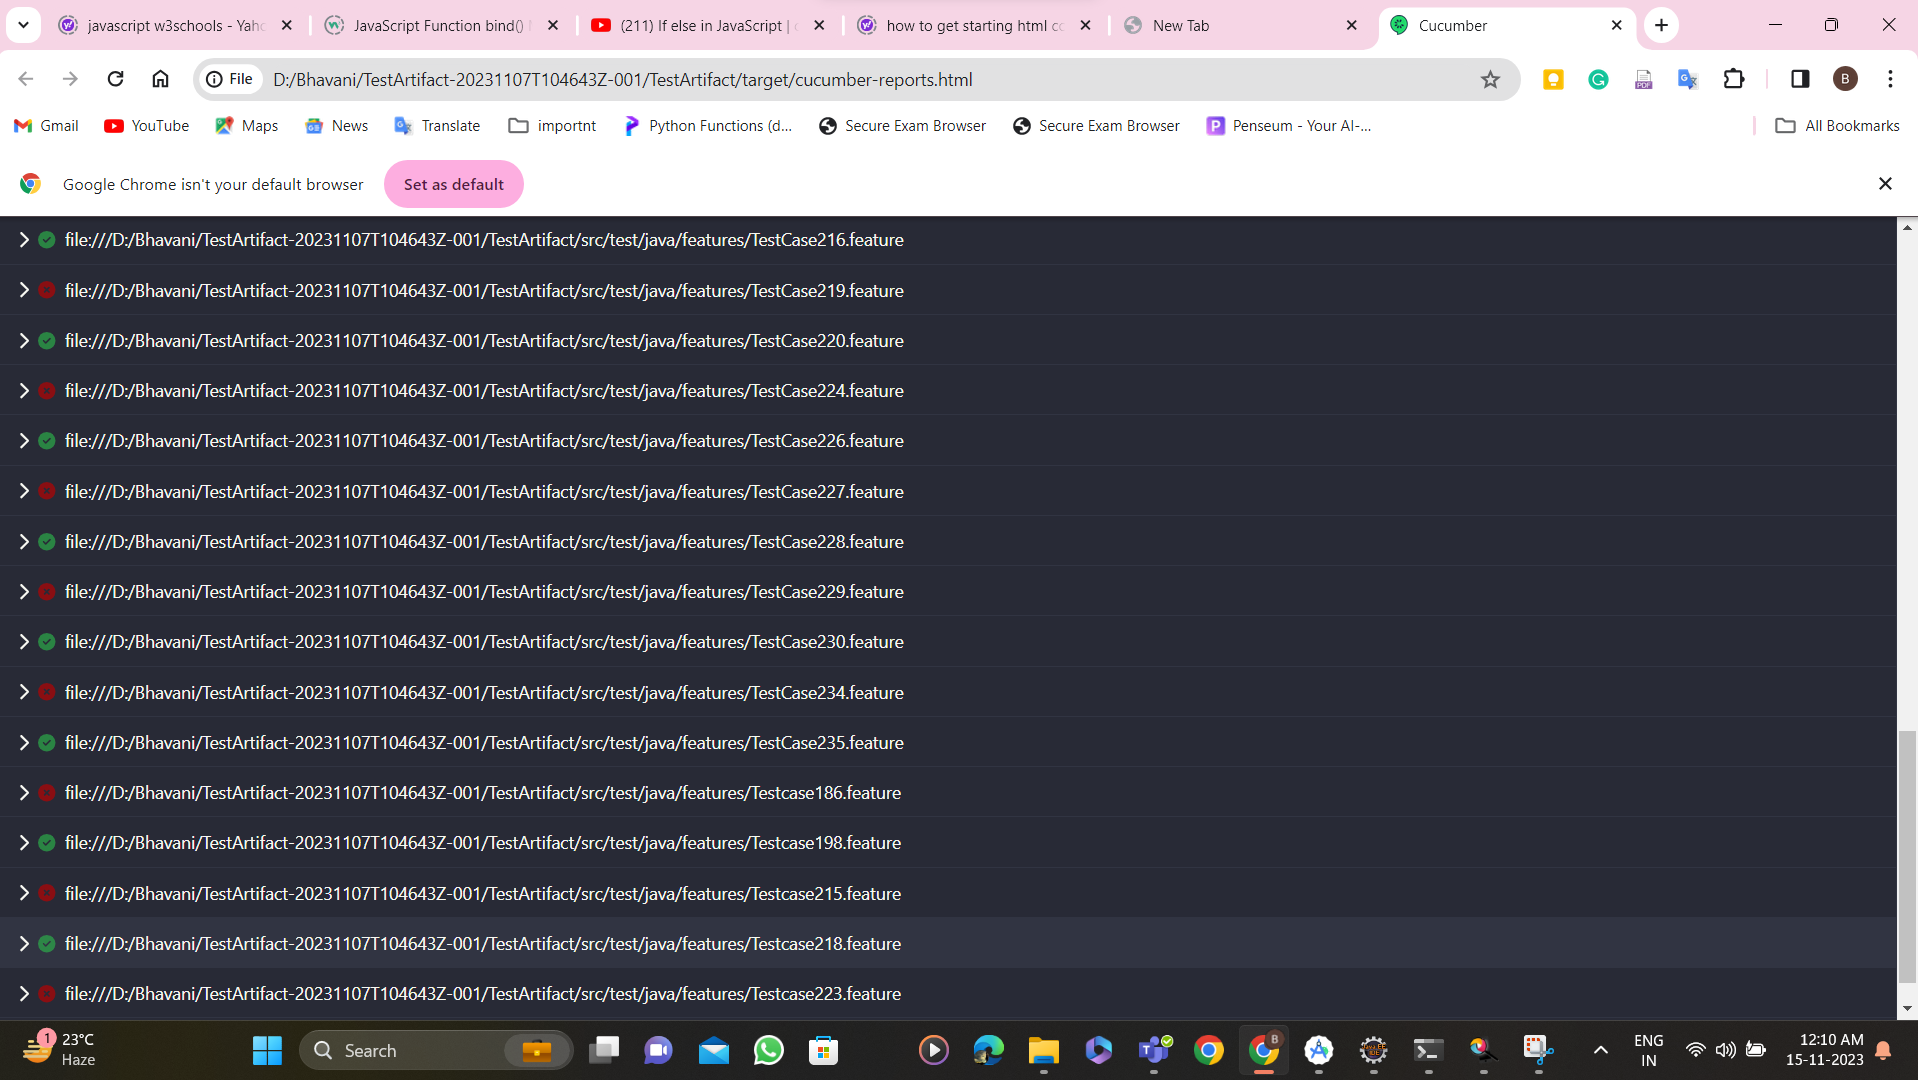 javascript w3schools - Yaho
JavaScript Function bind()
(211) If else in JavaScript |
how to get starting html co
New Tab
Cucumber
File
D:/Bhavani/TestArtifact-20231107T104643Z-001/TestArtifact/target/cucumber-reports.html
B
Gmail
YouTube
Maps
News
Translate
importnt
Python Functions (d...
Secure Exam Browser
Secure Exam Browser
Penseum - Your AI-...
All Bookmarks
Google Chrome isn't your default browser
Set as default
file:///D:/Bhavani/TestArtifact-20231107T104643Z-001/TestArtifact/src/test/java/features/TestCase216.feature
file:///D:/Bhavani/TestArtifact-20231107T104643Z-001/TestArtifact/src/test/java/features/TestCase219.feature
file:///D:/Bhavani/TestArtifact-20231107T104643Z-001/TestArtifact/src/test/java/features/TestCase220.feature
file:///D:/Bhavani/TestArtifact-20231107T104643Z-001/TestArtifact/src/test/java/features/TestCase224.feature
file:///D:/Bhavani/TestArtifact-20231107T104643Z-001/TestArtifact/src/test/java/features/TestCase226.feature
file:///D:/Bhavani/TestArtifact-20231107T104643Z-001/TestArtifact/src/test/java/features/TestCase227.feature
file:///D:/Bhavani/TestArtifact-20231107T104643Z-001/TestArtifact/src/test/java/features/TestCase228.feature
file:///D:/Bhavani/TestArtifact-20231107T104643Z-001/TestArtifact/src/test/java/features/TestCase229.feature
file:///D:/Bhavani/TestArtifact-20231107T104643Z-001/TestArtifact/src/test/java/features/TestCase230.feature
file:///D:/Bhavani/TestArtifact-20231107T104643Z-001/TestArtifact/src/test/java/features/TestCase234.feature
file:///D:/Bhavani/TestArtifact-20231107T104643Z-001/TestArtifact/src/test/java/features/TestCase235.feature
file:///D:/Bhavani/TestArtifact-20231107T104643Z-001/TestArtifact/src/test/java/features/Testcase186.feature
file:///D:/Bhavani/TestArtifact-20231107T104643Z-001/TestArtifact/src/test/java/features/Testcase198.feature
file:///D:/Bhavani/TestArtifact-20231107T104643Z-001/TestArtifact/src/test/java/features/Testcase215.feature
file:///D:/Bhavani/TestArtifact-20231107T104643Z-001/TestArtifact/src/test/java/features/Testcase218.feature
file:///D:/Bhavani/TestArtifact-20231107T104643Z-001/TestArtifact/src/test/java/features/Testcase223.feature
1
23°C
Haze
Search
ENG
IN
12:10 AM
15-11-2023